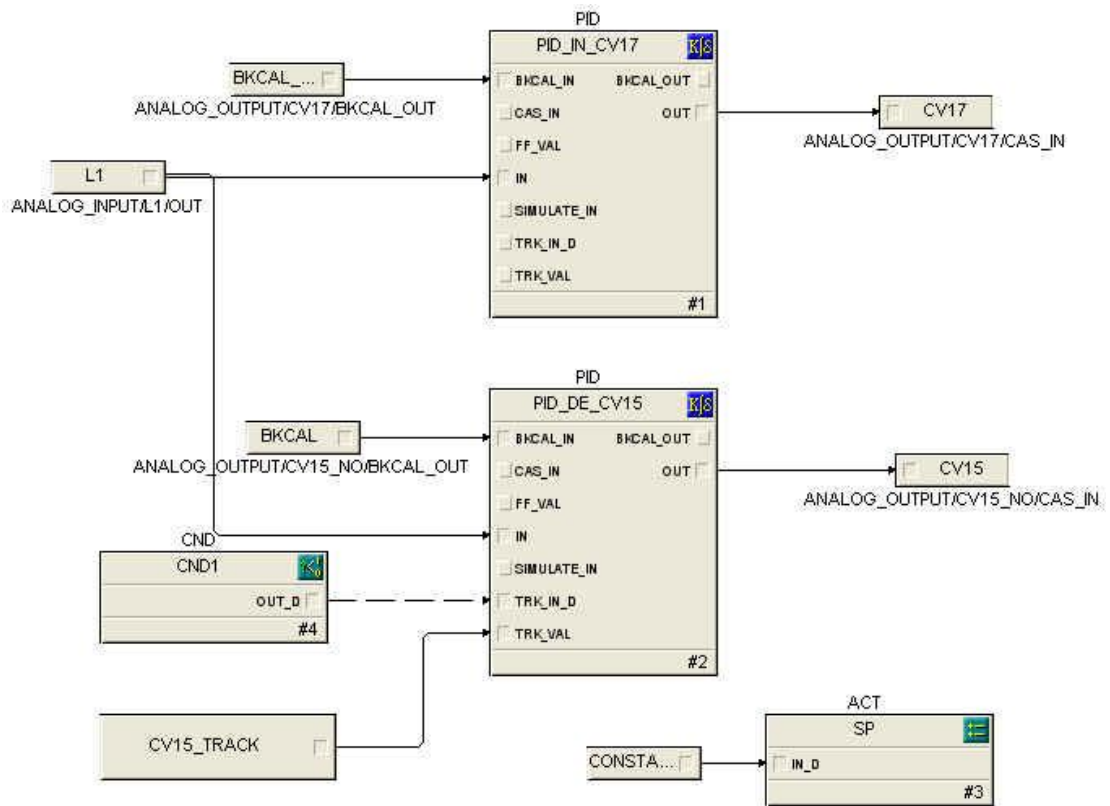 PID
PID_IN_CV17
BKCAL_IN BKCAL_OUT
CAS_IN OUT
FF_VAL
IN
SIMULATE_IN
TRK_IN_D
TRK_VAL
#1
BKCAL_...
ANALOG_OUTPUT/CV17/BKCAL_OUT
CV17
ANALOG_OUTPUT/CV17/CAS_IN
L1
ANALOG_INPUT/L1/OUT
PID
PID_DE_CV15
BKCAL_IN BKCAL_OUT
CAS_IN OUT
FF_VAL
IN
SIMULATE_IN
TRK_IN_D
TRK_VAL
#2
BKCAL
ANALOG_OUTPUT/CV15_NO/BKCAL_OUT
CV15
ANALOG_OUTPUT/CV15_NO/CAS_IN
CND
CND1
OUT_D
#4
CV15_TRACK
ACT
SP
IN_D
#3
CONSTA...